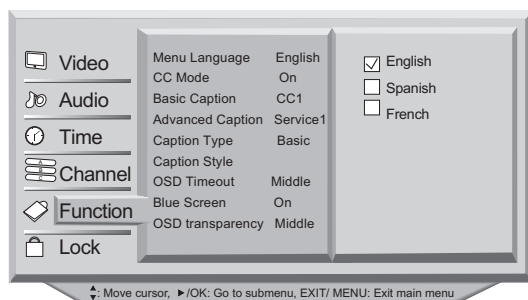 Video
Audio
Time
Channel
Function
Lock
Menu Language English
CC Mode On
Basic Caption CC1
Advanced Caption Service1
Caption Type Basic
Caption Style
OSD Timeout Middle
Blue Screen On
OSD transparency Middle
English
Spanish
French
: Move cursor, ▶/OK: Go to submenu, EXIT/ MENU: Exit main menu